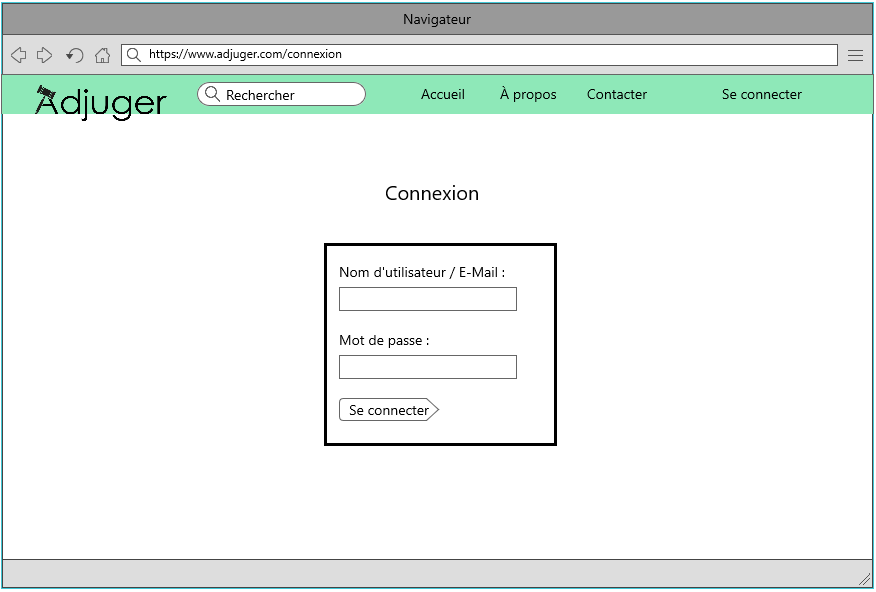 Navigateur
https://www.adjuger.com/connexion
Adjuger Rechercher Accueil À propos Contacter Se connecter
Connexion
Nom d'utilisateur / E-Mail :
Mot de passe :
Se connecter